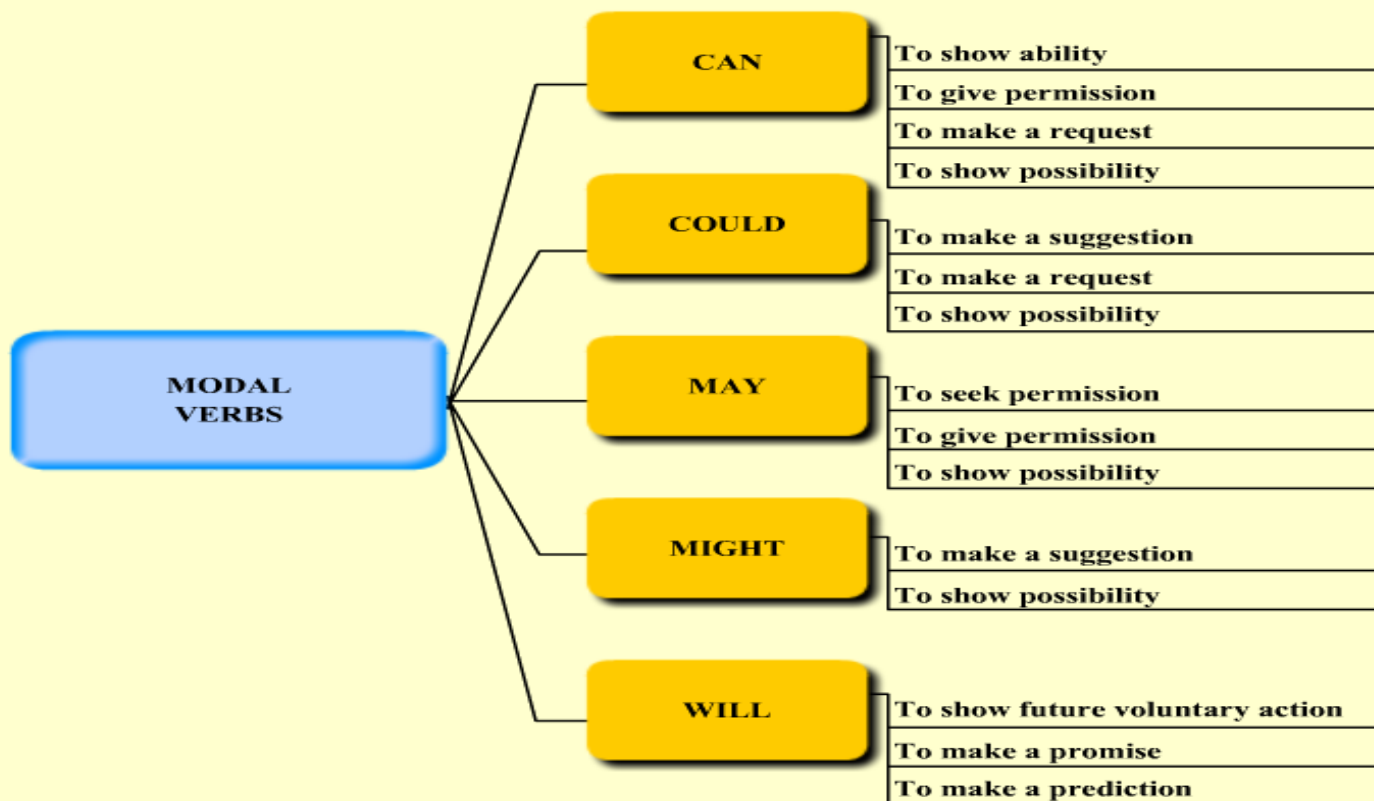 MODAL
VERBS
CAN
To show ability
To give permission
To make a request
To show possibility
COULD
To make a suggestion
To make a request
To show possibility
MAY
To seek permission
To give permission
To show possibility
MIGHT
To make a suggestion
To show possibility
WILL
To show future voluntary action
To make a promise
To make a prediction